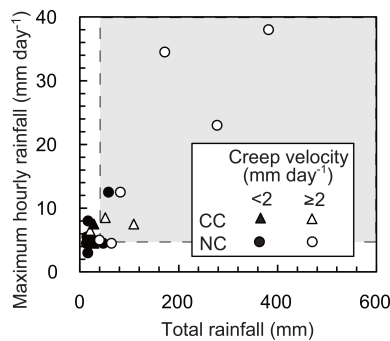 Maximum hourly rainfall (mm day⁻¹)
40
30
20
10
0
Creep velocity
(mm day⁻¹)
<2 ≥2
CC
NC
0 200 400 600
Total rainfall (mm)